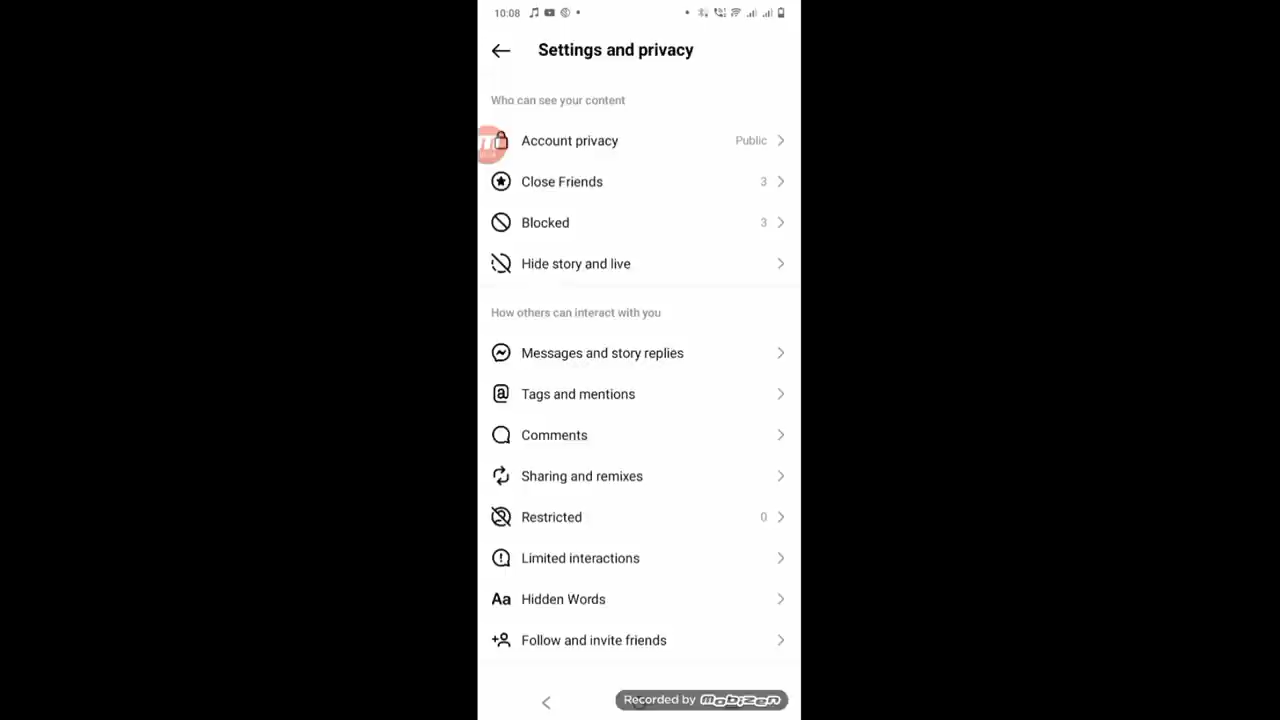 10:08
Settings and privacy
Who can see your content
Account privacy Public
Close Friends 3
Blocked 3
Hide story and live
How others can interact with you
Messages and story replies
Tags and mentions
Comments
Sharing and remixes
Restricted 0
Limited interactions
Aa Hidden Words
Follow and invite friends
Recorded by mobizen